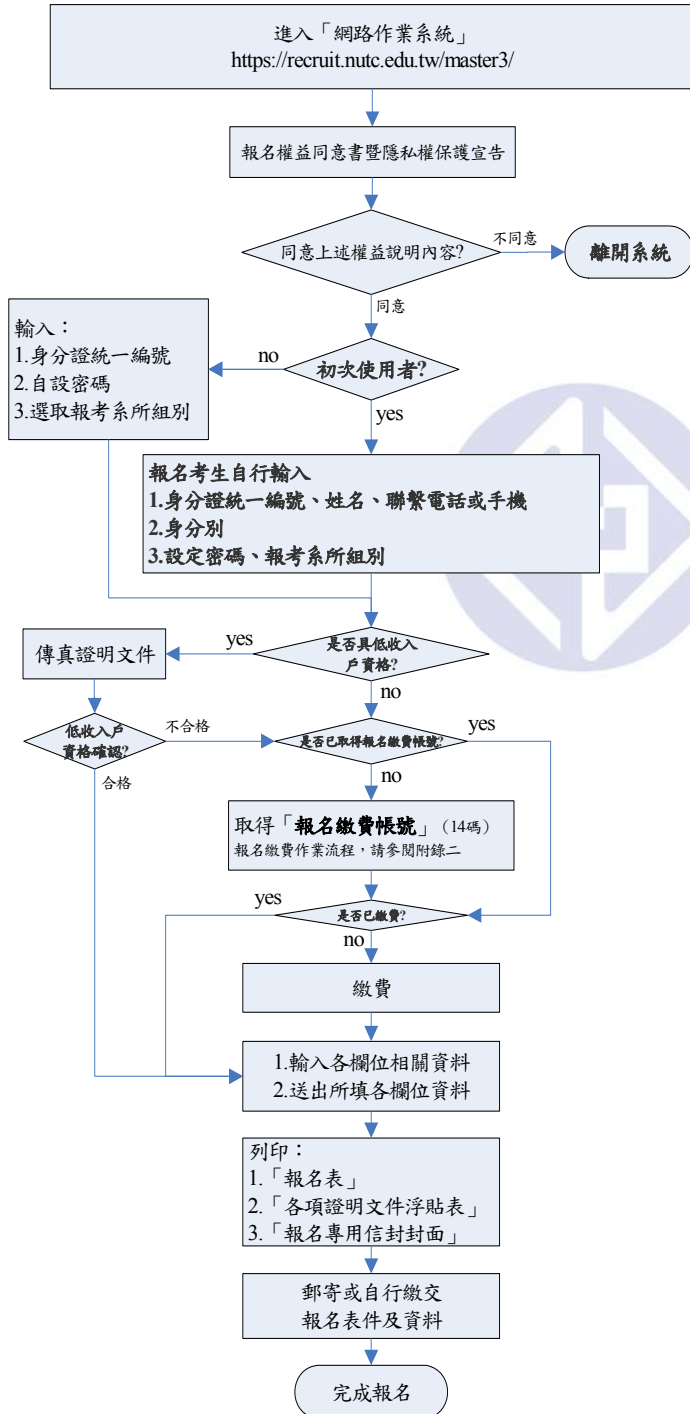 進入「網路作業系統」
https://recruit.nutc.edu.tw/master3/
報名權益同意書暨隱私權保護宣告
同意上述權益說明內容?
不同意
離開系統
同意
輸入：
1.身分證統一編號
2.自設密碼
3.選取報考系所組別
no
初次使用者?
yes
報名考生自行輸入
1.身分證統一編號、姓名、聯繫電話或手機
2.身分別
3.設定密碼、報考系所組別
傳真證明文件
yes
是否具低收入
戶資格?
no
低收入戶
資格確認?
不合格
合格
是否已取得報名繳費帳號?
yes
no
取得「報名繳費帳號」（14碼）
報名繳費作業流程，請參閱附錄二
yes
是否已繳費?
no
繳費
1.輸入各欄位相關資料
2.送出所填各欄位資料
列印：
1.「報名表」
2.「各項證明文件浮貼表」
3.「報名專用信封封面」
郵寄或自行繳交
報名表件及資料
完成報名